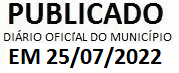 PUBLICADO
DIÁRIO OFICIAL DO MUNICÍPIO
EM 25/07/2022